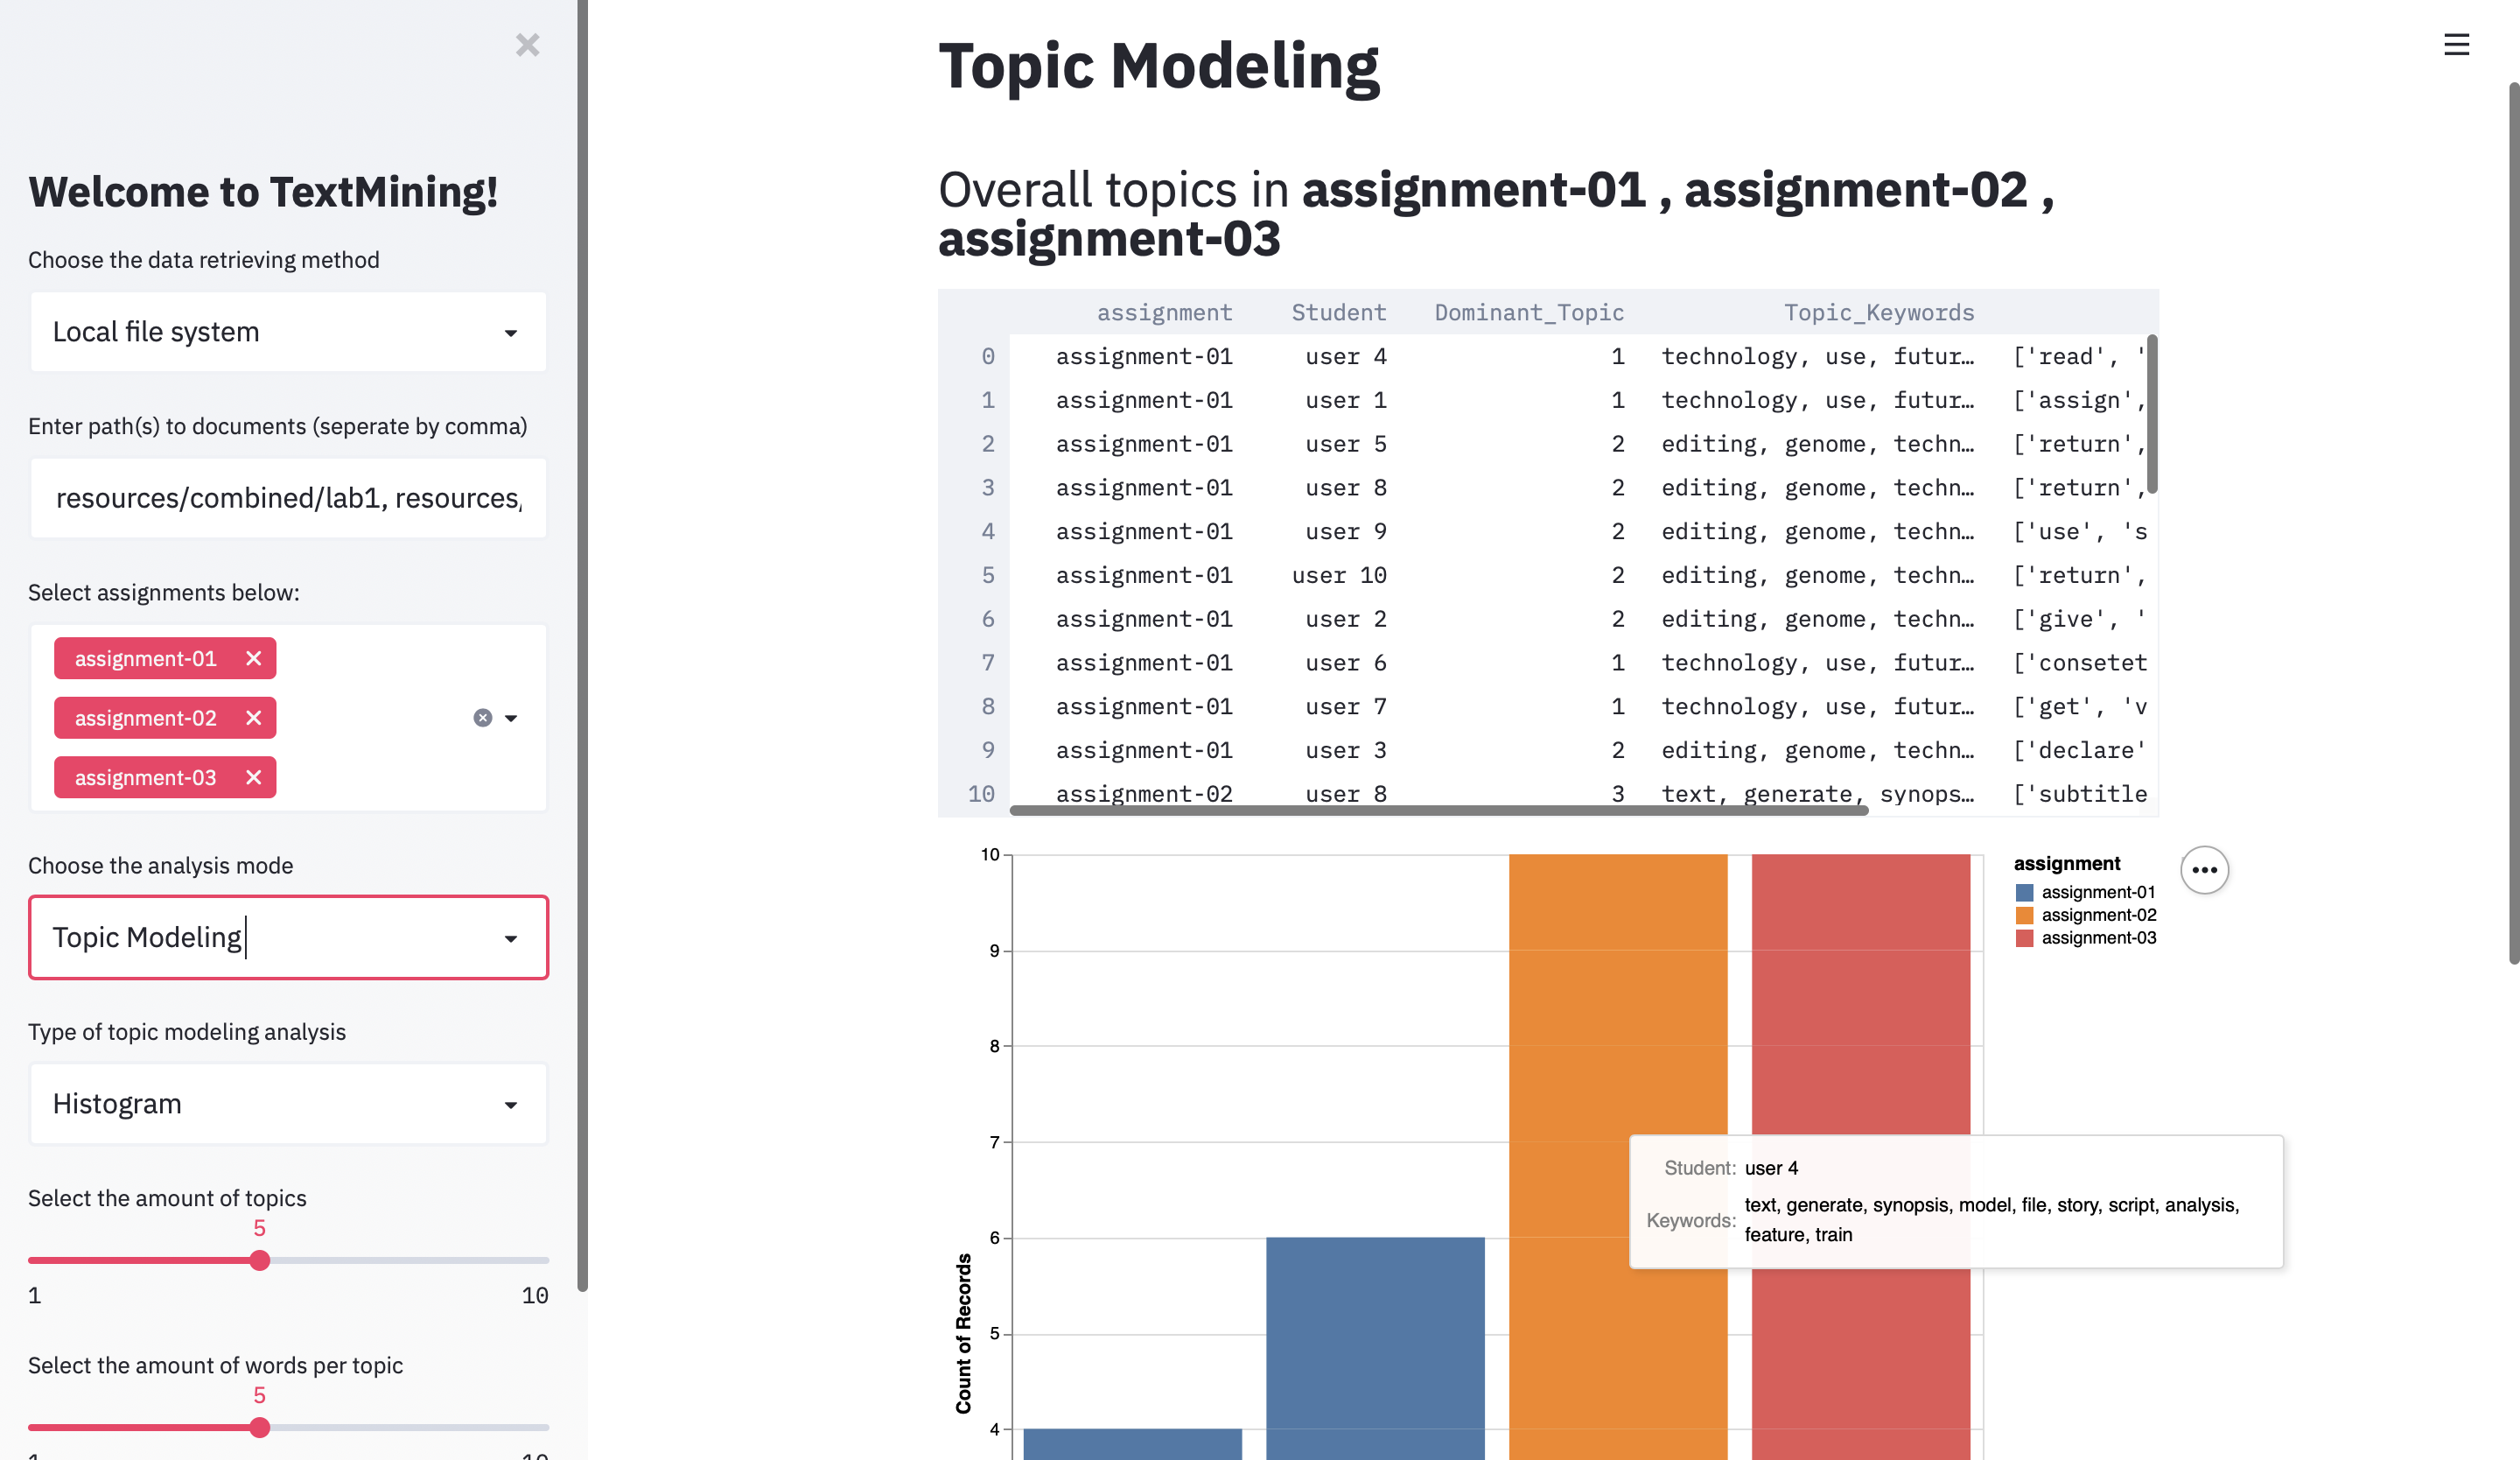 Welcome to TextMining!
Choose the data retrieving method
Local file system
Enter path(s) to documents (seperate by comma)
resources/combined/lab1, resources,
Select assignments below:
assignment-01
assignment-02
assignment-03
Choose the analysis mode
Topic Modeling
Type of topic modeling analysis
Histogram
Select the amount of topics
5
1 10
Select the amount of words per topic
5
Topic Modeling
Overall topics in assignment-01 , assignment-02 ,
assignment-03
assignment Student Dominant_Topic Topic_Keywords
0 assignment-01 user 4 1 technology, use, futur… ['read', '
1 assignment-01 user 1 1 technology, use, futur… ['assign',
2 assignment-01 user 5 2 editing, genome, techn… ['return',
3 assignment-01 user 8 2 editing, genome, techn… ['return',
4 assignment-01 user 9 2 editing, genome, techn… ['use', 's
5 assignment-01 user 10 2 editing, genome, techn… ['return',
6 assignment-01 user 2 2 editing, genome, techn… ['give', '
7 assignment-01 user 6 1 technology, use, futur… ['consetet
8 assignment-01 user 7 1 technology, use, futur… ['get', 'v
9 assignment-01 user 3 2 editing, genome, techn… ['declare'
10 assignment-02 user 8 3 text, generate, synops… ['subtitle
10
9
8
7
6
5
4
Count of Records
assignment
assignment-01
assignment-02
assignment-03
Student: user 4
Keywords: text, generate, synopsis, model, file, story, script, analysis,
feature, train